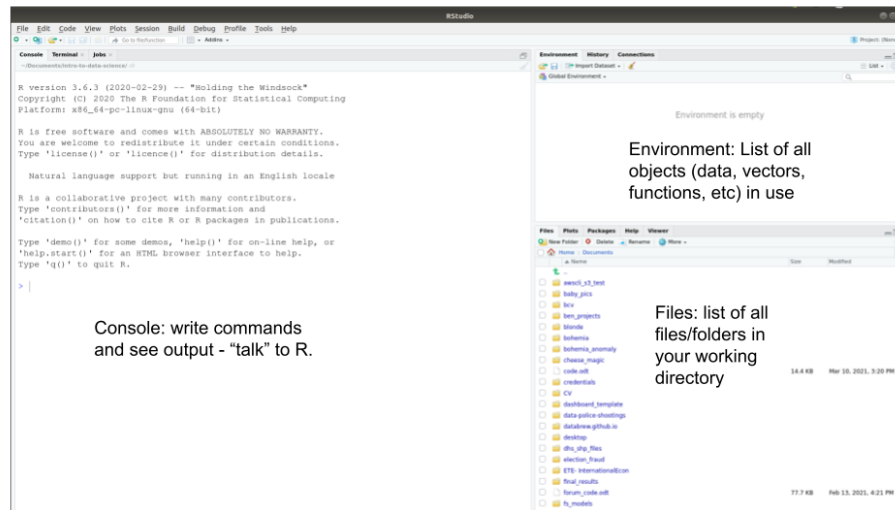 RStudio
File Edit Code View Plots Session Build Debug Profile Tools Help
Go to file/function
Addins
Project: (None
Console Terminal Jobs
~/Documents/intro-to-data-science/
R version 3.6.3 (2020-02-29) -- "Holding the Windsock"
Copyright (C) 2020 The R Foundation for Statistical Computing
Platform: x86_64-pc-linux-gnu (64-bit)
R is free software and comes with ABSOLUTELY NO WARRANTY.
You are welcome to redistribute it under certain conditions.
Type 'license()' or 'licence()' for distribution details.
Natural language support but running in an English locale
R is a collaborative project with many contributors.
Type 'contributors()' for more information and
'citation()' on how to cite R or R packages in publications.
Type 'demo()' for some demos, 'help()' for on-line help, or
'help.start()' for an HTML browser interface to help.
Type 'q()' to quit R.
>
Console: write commands
and see output - “talk” to R.
Environment History Connections
Import Dataset
List
Global Environment
Environment is empty
Environment: List of all
objects (data, vectors,
functions, etc) in use
Files Plots Packages Help Viewer
New Folder Delete Rename More
Home Documents
Name Size Modified
..
awscli_s3_test
baby_pics
bcv
ben_projects
blonde
bohemia
bohemia_anomaly
cheese_magic
code.odt 14.4 KB Mar 10, 2021, 3:20 PM
credentials
CV
dashboard_template
data-police-shootings
databrew.github.io
desktop
dhs_shp_files
election_fraud
ETE- InternationalEcon
final_results
forum_code.odt 77.7 KB Feb 13, 2021, 4:21 PM
fs_models
Files: list of all
files/folders in
your working
directory